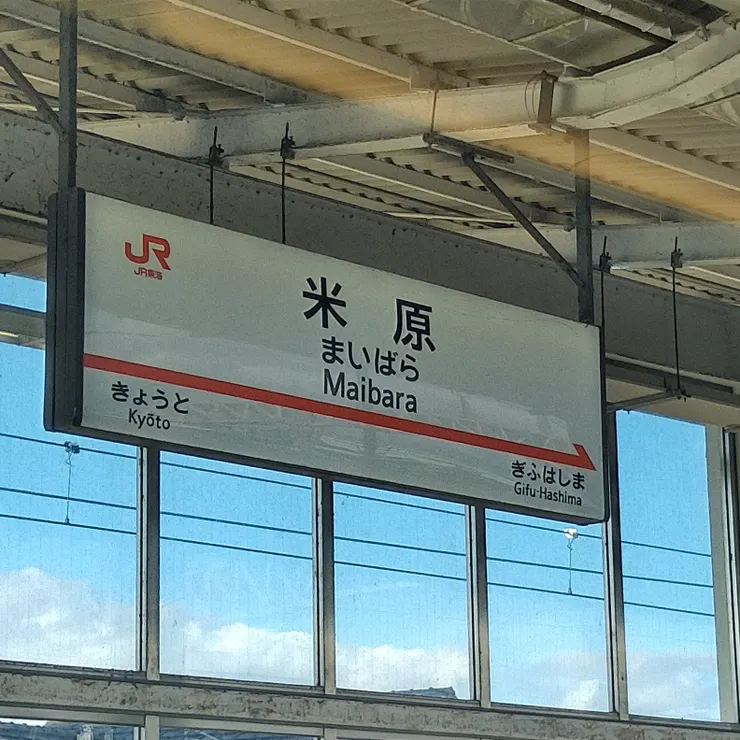 JR
JR東海
米原
まいばら
Maibara
きょうと
Kyōto
ぎふはしま
Gifu-Hashima